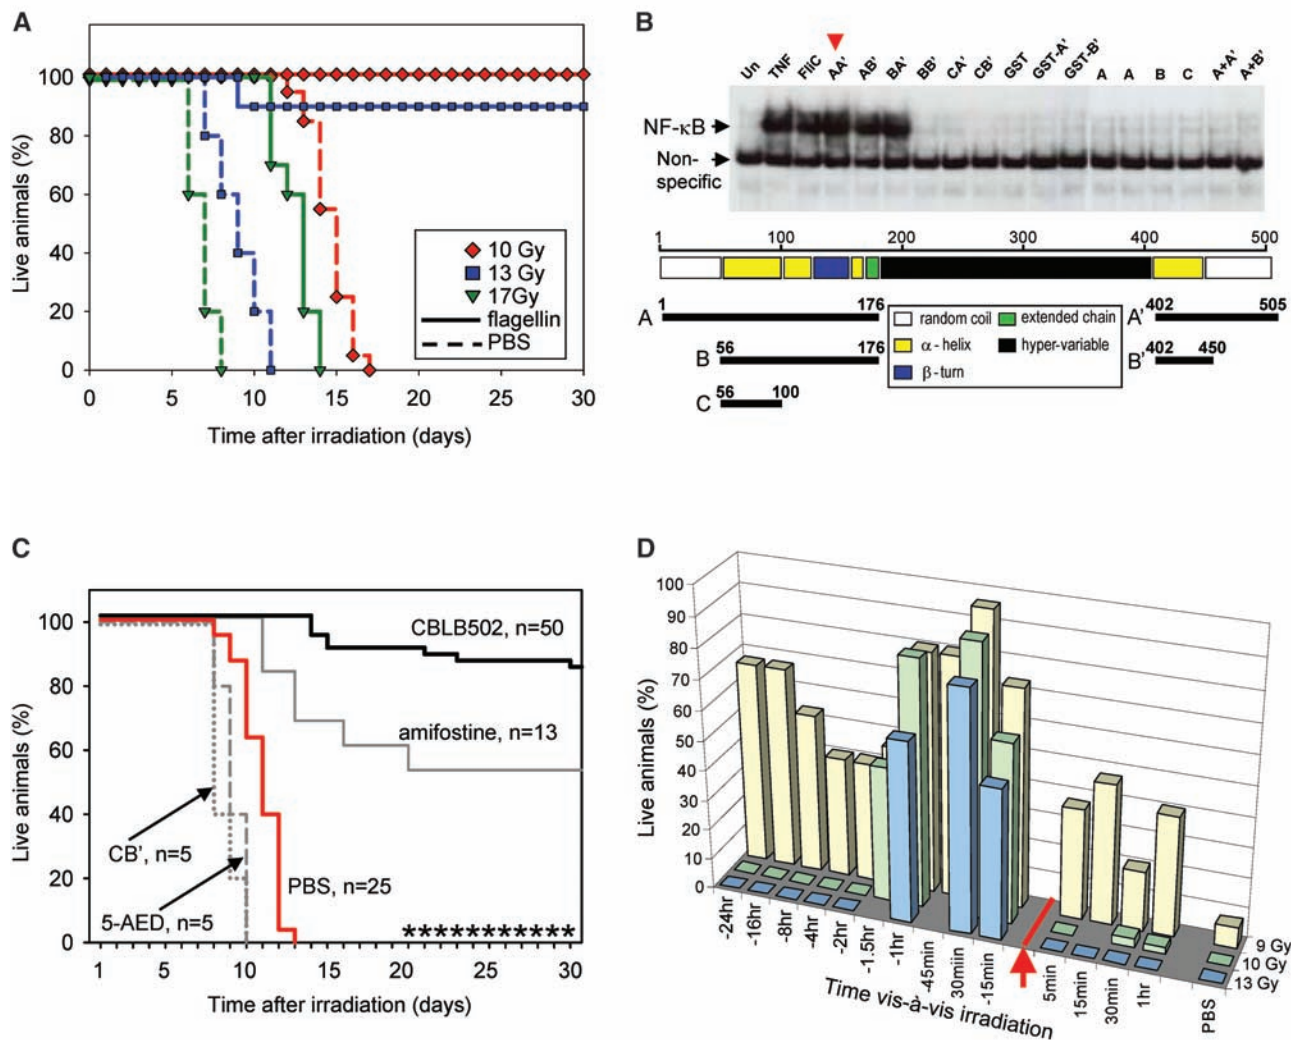 A
Live animals (%)
100
80
60
40
20
0
0 5 10 15 20 25 30
Time after irradiation (days)
10 Gy
13 Gy
17Gy
flagellin
PBS
B
Un TNF FliC AA' AB' BA' BB' CA' CB' GST GST-A' GST-B' A A B C A+A' A+B'
NF-κB
Non-
specific
1 100 200 300 400 500
A 1 176 402 505 A'
B 56 176 402 450 B'
C 56 100
random coil
α - helix
β - turn
extended chain
hyper-variable
C
Live animals (%)
100
80
60
40
20
0
CBLB502, n=50
amifostine, n=13
CB', n=5
PBS, n=25
5-AED, n=5
***********
1 5 10 15 20 25 30
Time after irradiation (days)
D
Live animals (%)
100
90
80
70
60
50
40
30
20
10
0
-24hr -16hr -8hr -4hr -2hr -1.5hr -1hr -45min 30miin -15min 5min 15min 30min 1hr PBS
9 Gy
10 Gy
13 Gy
Time vis-à-vis irradiation